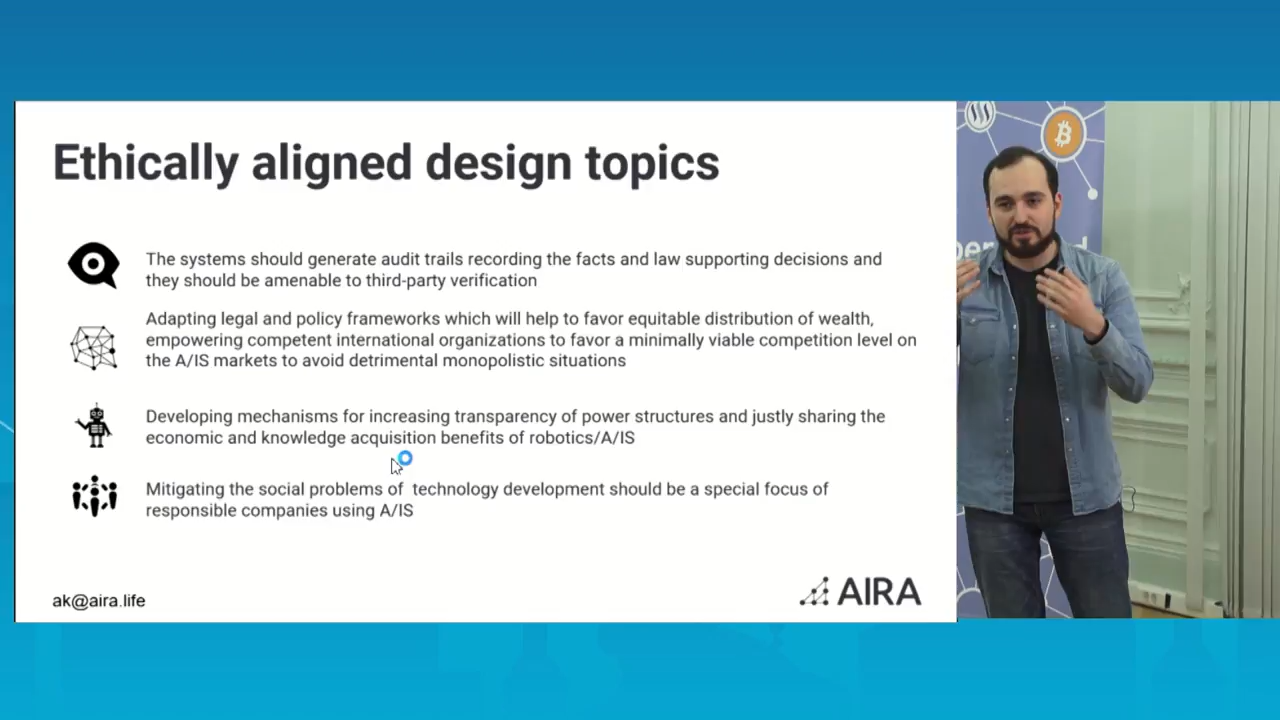 Ethically aligned design topics
The systems should generate audit trails recording the facts and law supporting decisions and
they should be amenable to third-party verification
Adapting legal and policy frameworks which will help to favor equitable distribution of wealth,
empowering competent international organizations to favor a minimally viable competition level on
the A/IS markets to avoid detrimental monopolistic situations
Developing mechanisms for increasing transparency of power structures and justly sharing the
economic and knowledge acquisition benefits of robotics/A/IS
Mitigating the social problems of  technology development should be a special focus of
responsible companies using A/IS
ak@aira.life
AIRA